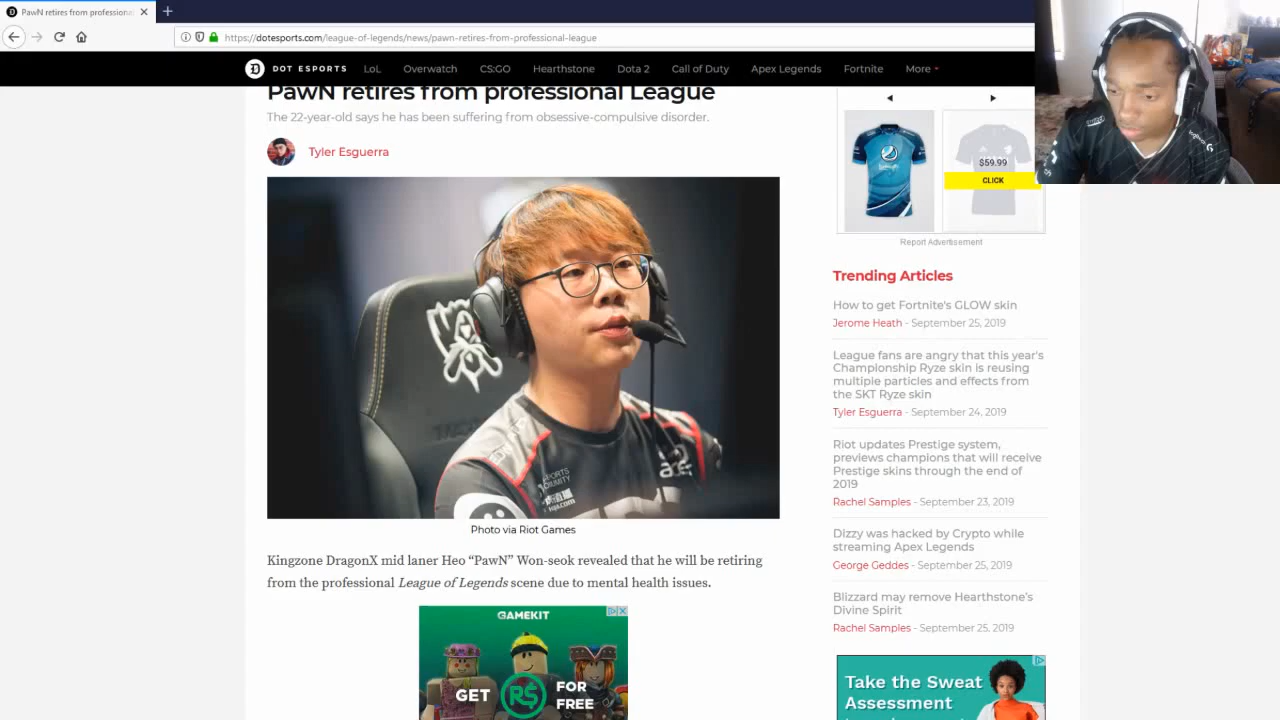 PawN retires from professional
https://dotesports.com/league-of-legends/news/pawn-retires-from-professional-league
DOT ESPORTS LoL Overwatch CS:GO Hearthstone Dota 2 Call of Duty Apex Legends Fortnite More
PawN retires from professional League
The 22-year-old says he has been suffering from obsessive-compulsive disorder.
Tyler Esguerra
Photo via Riot Games
Kingzone DragonX mid laner Heo “PawN” Won-seok revealed that he will be retiring
from the professional League of Legends scene due to mental health issues.
GAMEKIT
GET R$ FOR
FREE
$59.99
CLICK
Report Advertisement
Trending Articles
How to get Fortnite's GLOW skin
Jerome Heath - September 25, 2019
League fans are angry that this year's
Championship Ryze skin is reusing
multiple particles and effects from
the SKT Ryze skin
Tyler Esguerra - September 24, 2019
Riot updates Prestige system,
previews champions that will receive
Prestige skins through the end of
2019
Rachel Samples - September 23, 2019
Dizzy was hacked by Crypto while
streaming Apex Legends
George Geddes - September 25, 2019
Blizzard may remove Hearthstone's
Divine Spirit
Rachel Samples - September 25, 2019
Take the Sweat
Assessment
logitech G